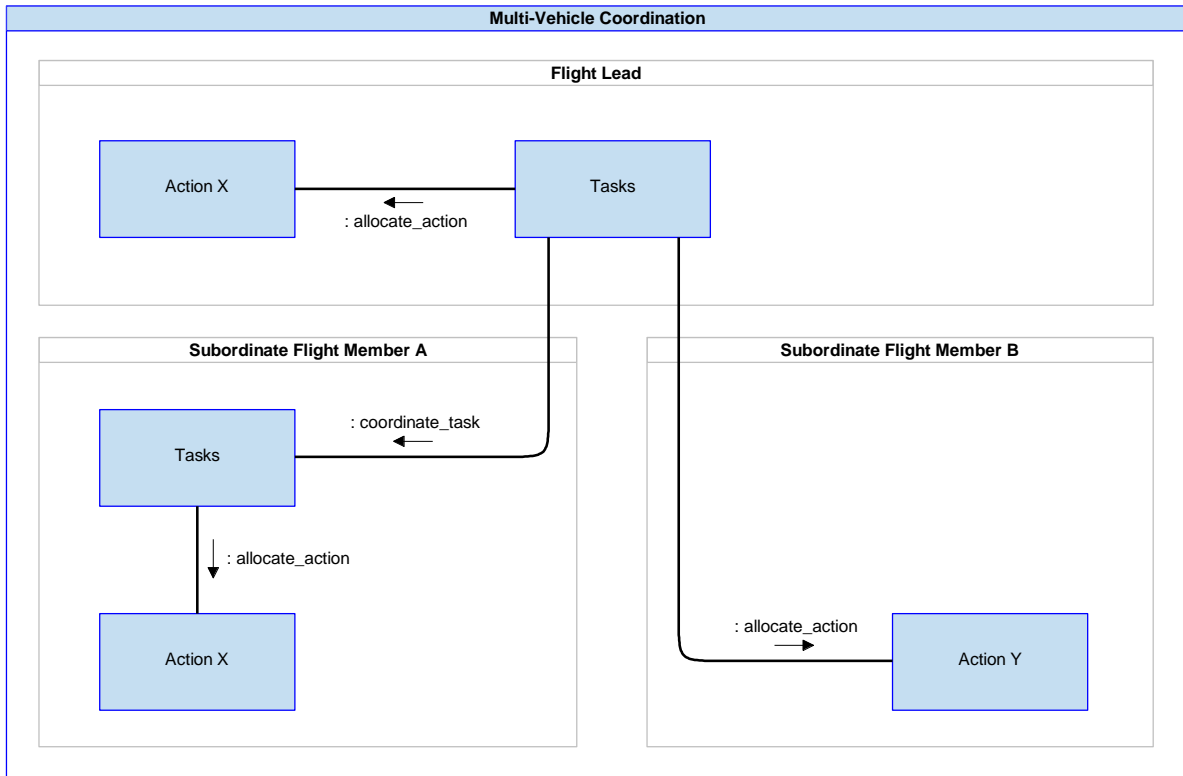 Multi-Vehicle Coordination
Flight Lead
Action X
Tasks
: allocate_action
Subordinate Flight Member A
Tasks
: coordinate_task
: allocate_action
Action X
Subordinate Flight Member B
: allocate_action
Action Y